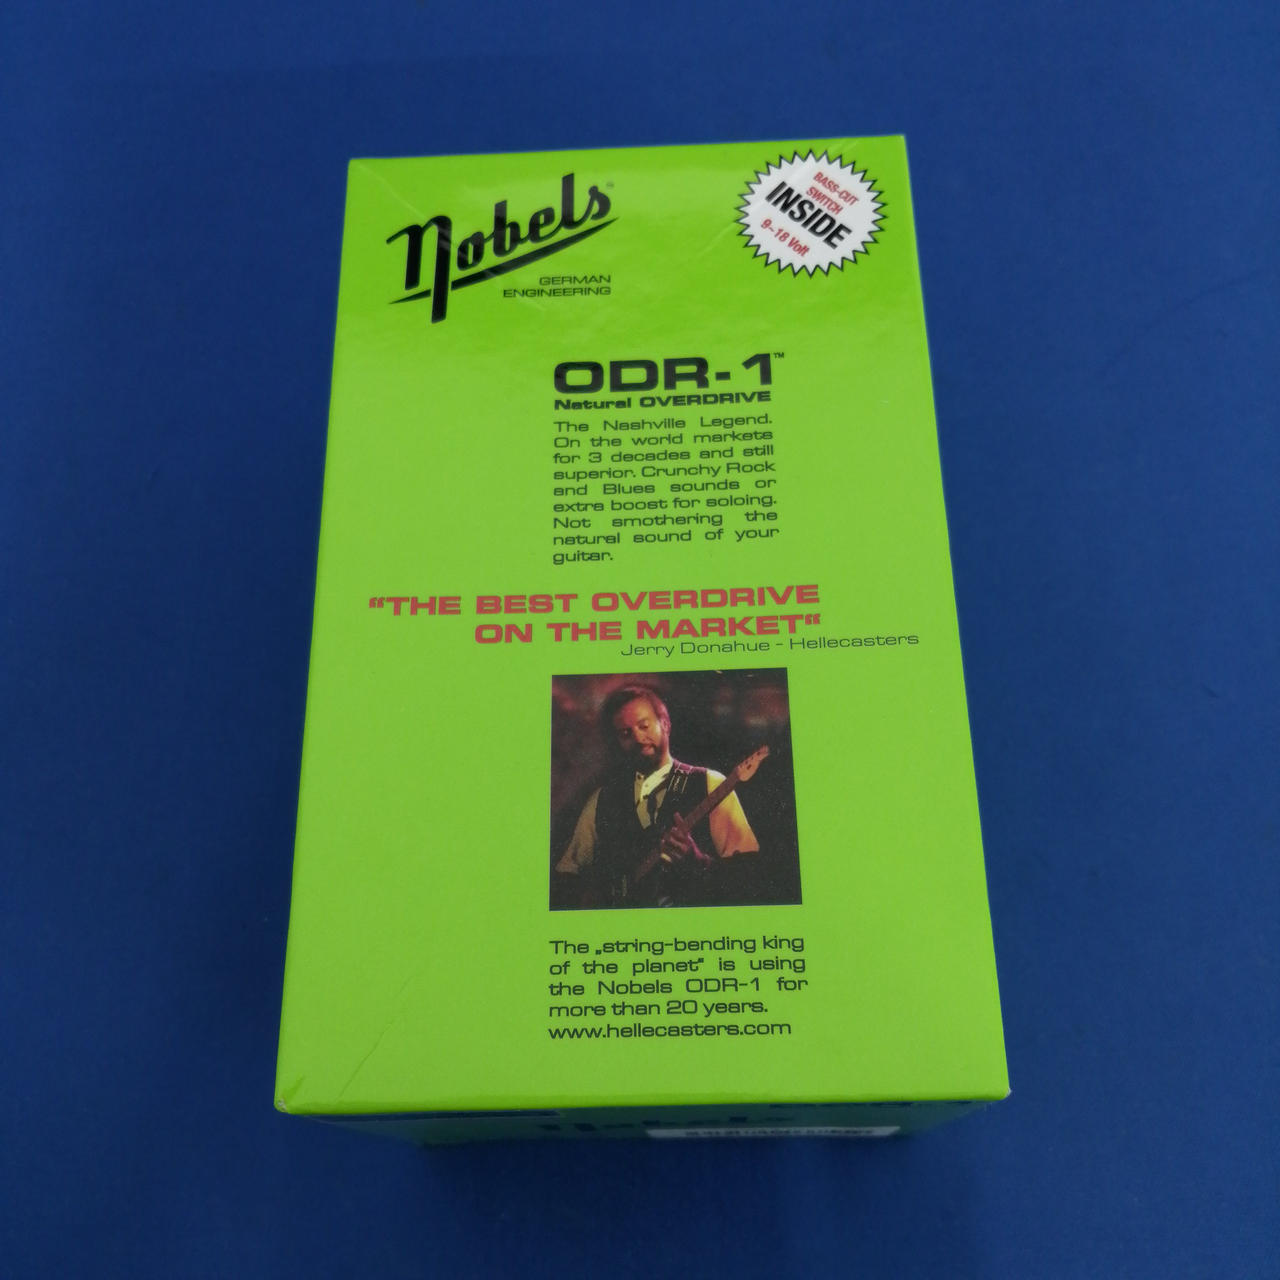 Nobels™
GERMAN
ENGINEERING
BASS-CUT
SWITCH
INSIDE
9-18 Volt
ODR-1™
Natural OVERDRIVE
The Nashville Legend.
On the world markets
for 3 decades and still
superior. Crunchy Rock
and Blues sounds or
extra boost for soloing.
Not smothering the
natural sound of your
guitar.
“THE BEST OVERDRIVE
ON THE MARKET“
Jerry Donahue - Hellecasters
The „string-bending king
of the planet“ is using
the Nobels ODR-1 for
more than 20 years.
www.hellecasters.com
Nobels